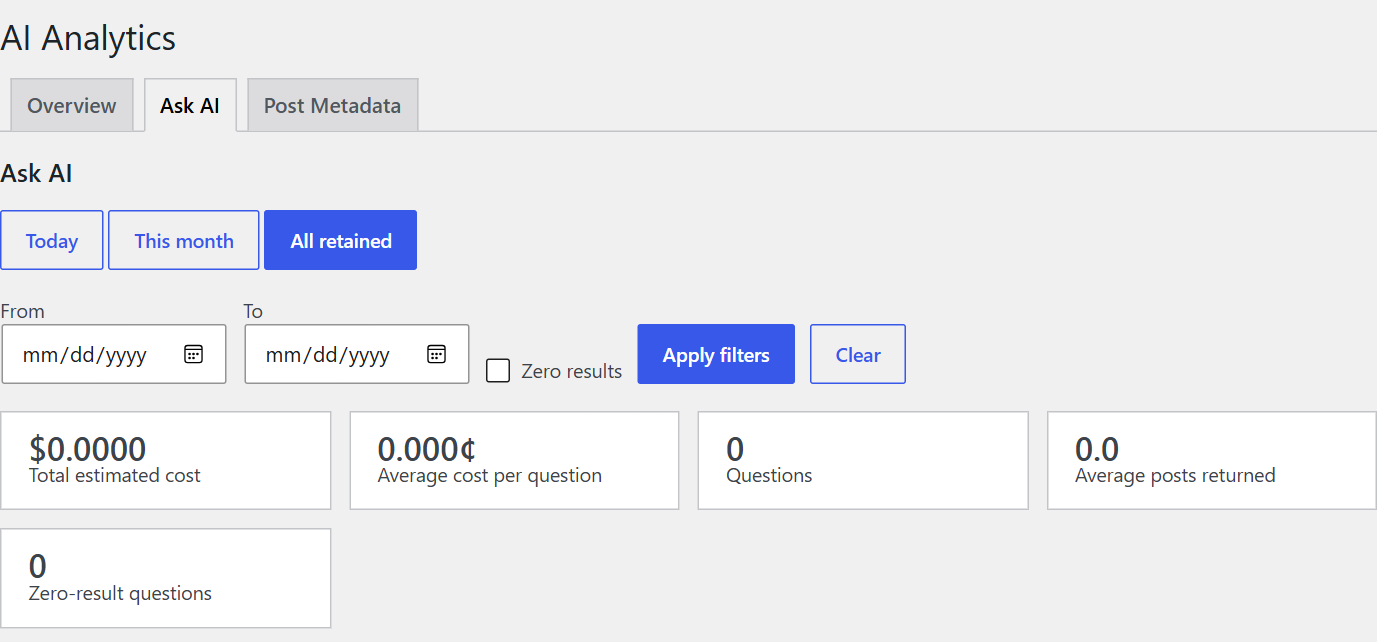 AI Analytics
Overview Ask AI Post Metadata
Ask AI
Today This month All retained
From To
mm/dd/yyyy mm/dd/yyyy Zero results Apply filters Clear
$0.0000 0.000¢ 0 0.0
Total estimated cost Average cost per question Questions Average posts returned
0
Zero-result questions